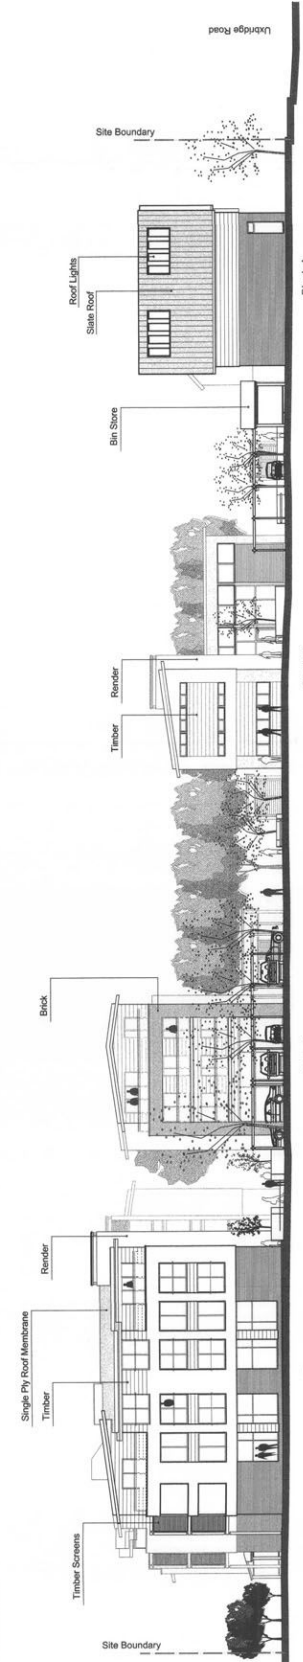 Uxbridge Road
Site Boundary
Roof Lights
Slate Roof
Bin Store
Render
Timber
Brick
Render
Single Ply Roof Membrane
Timber
Timber Screens
Site Boundary